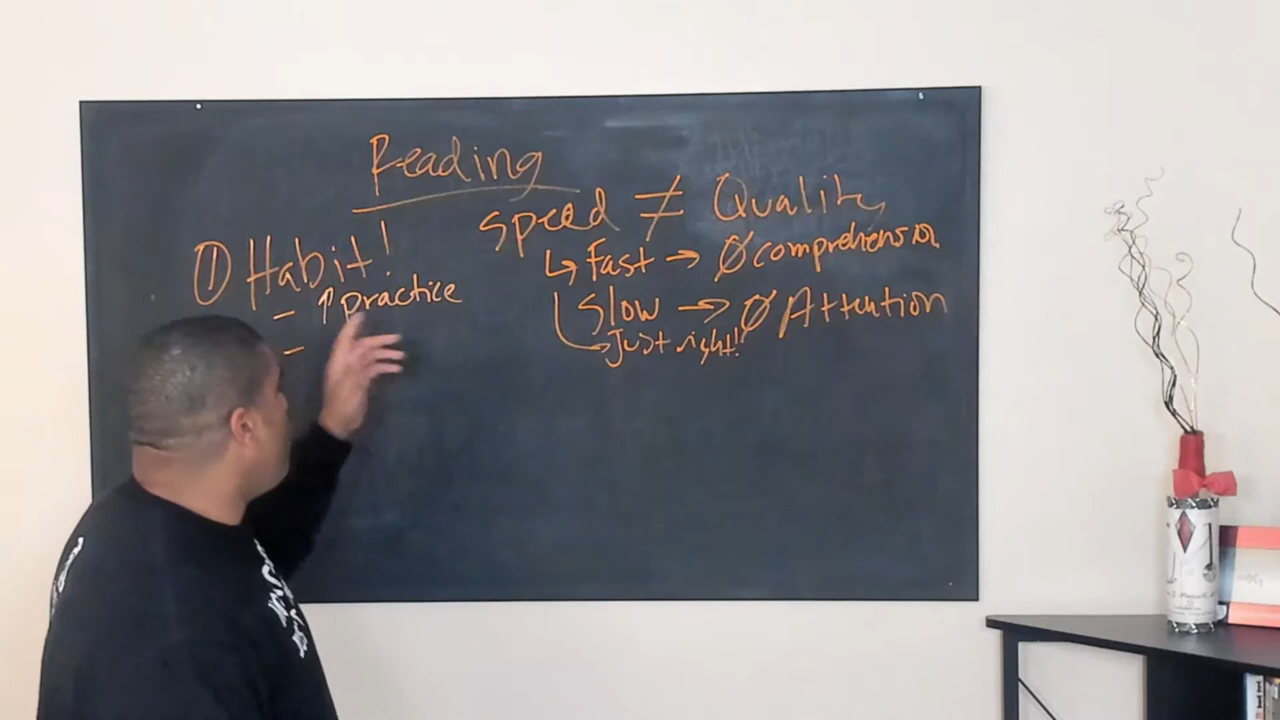 Reading
① Habit!
- ↑ practice
-
speed ≠ Quality
↳ Fast → Ø comprehension
Slow → Ø Attention
Just right!